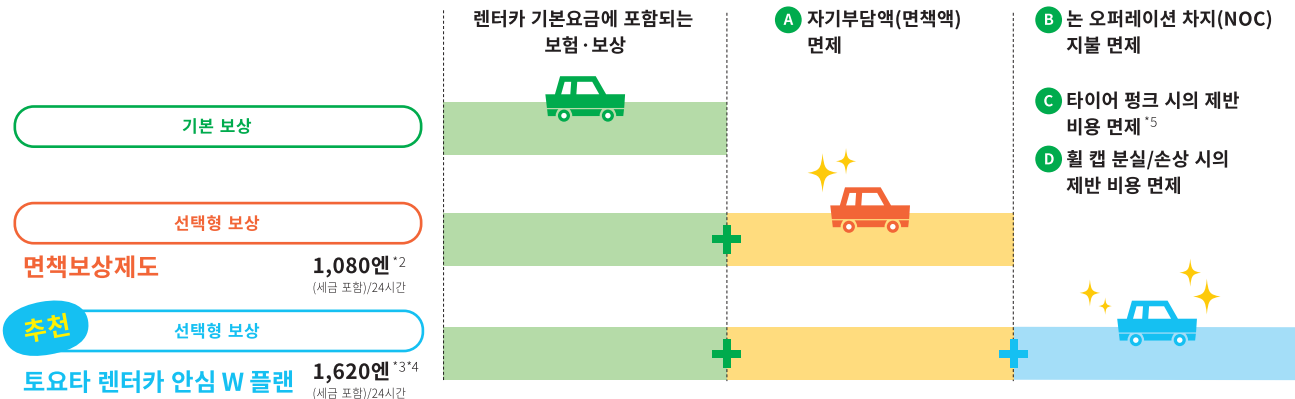 렌터카 기본요금에 포함되는
보험·보상
A 자기부담액(면책액)
면제
B 논 오퍼레이션 차지(NOC)
지불 면제
C 타이어 펑크 시의 제반
비용 면제 *5
D 휠 캡 분실/손상 시의
제반 비용 면제
기본 보상
선택형 보상
면책보상제도
1,080엔 *2
(세금 포함)/24시간
추천
선택형 보상
토요타 렌터카 안심 W 플랜
1,620엔 *3*4
(세금 포함)/24시간